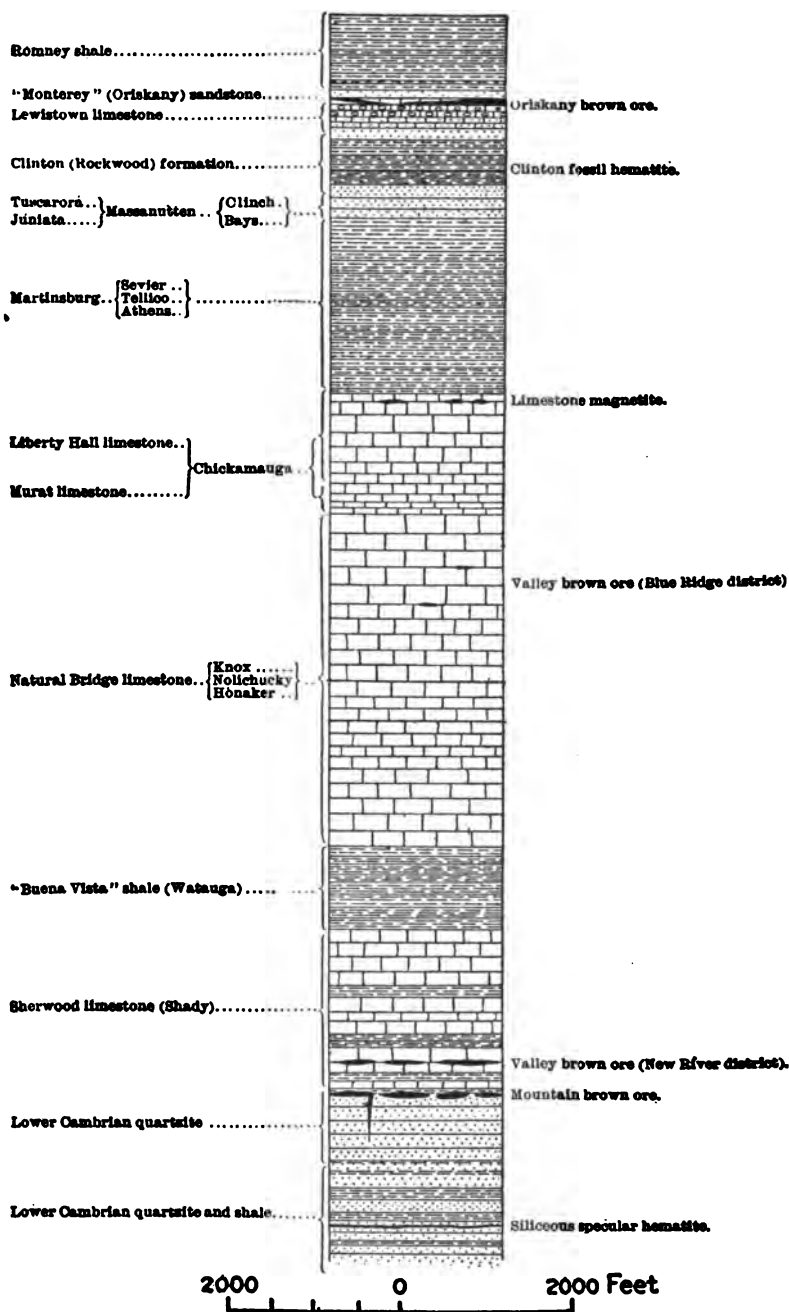 Romney shale
"Monterey" (Oriskany) sandstone
Oriskany brown ore.
Lewistown limestone
Clinton (Rockwood) formation
Clinton fossil hematite.
Tuscarora
Juniata
Massanutten
Clinch
Bays
Martinsburg
Sevier
Tellico
Athens
Limestone magnetite.
Liberty Hall limestone
Chickamauga
Murat limestone
Valley brown ore (Blue Ridge district)
Natural Bridge limestone
Knox
Nolichucky
Honaker
"Buena Vista" shale (Watauga)
Sherwood limestone (Shady)
Valley brown ore (New River district).
Mountain brown ore.
Lower Cambrian quartzite
Lower Cambrian quartzite and shale
Siliceous specular hematite.
2000 0 2000 Feet